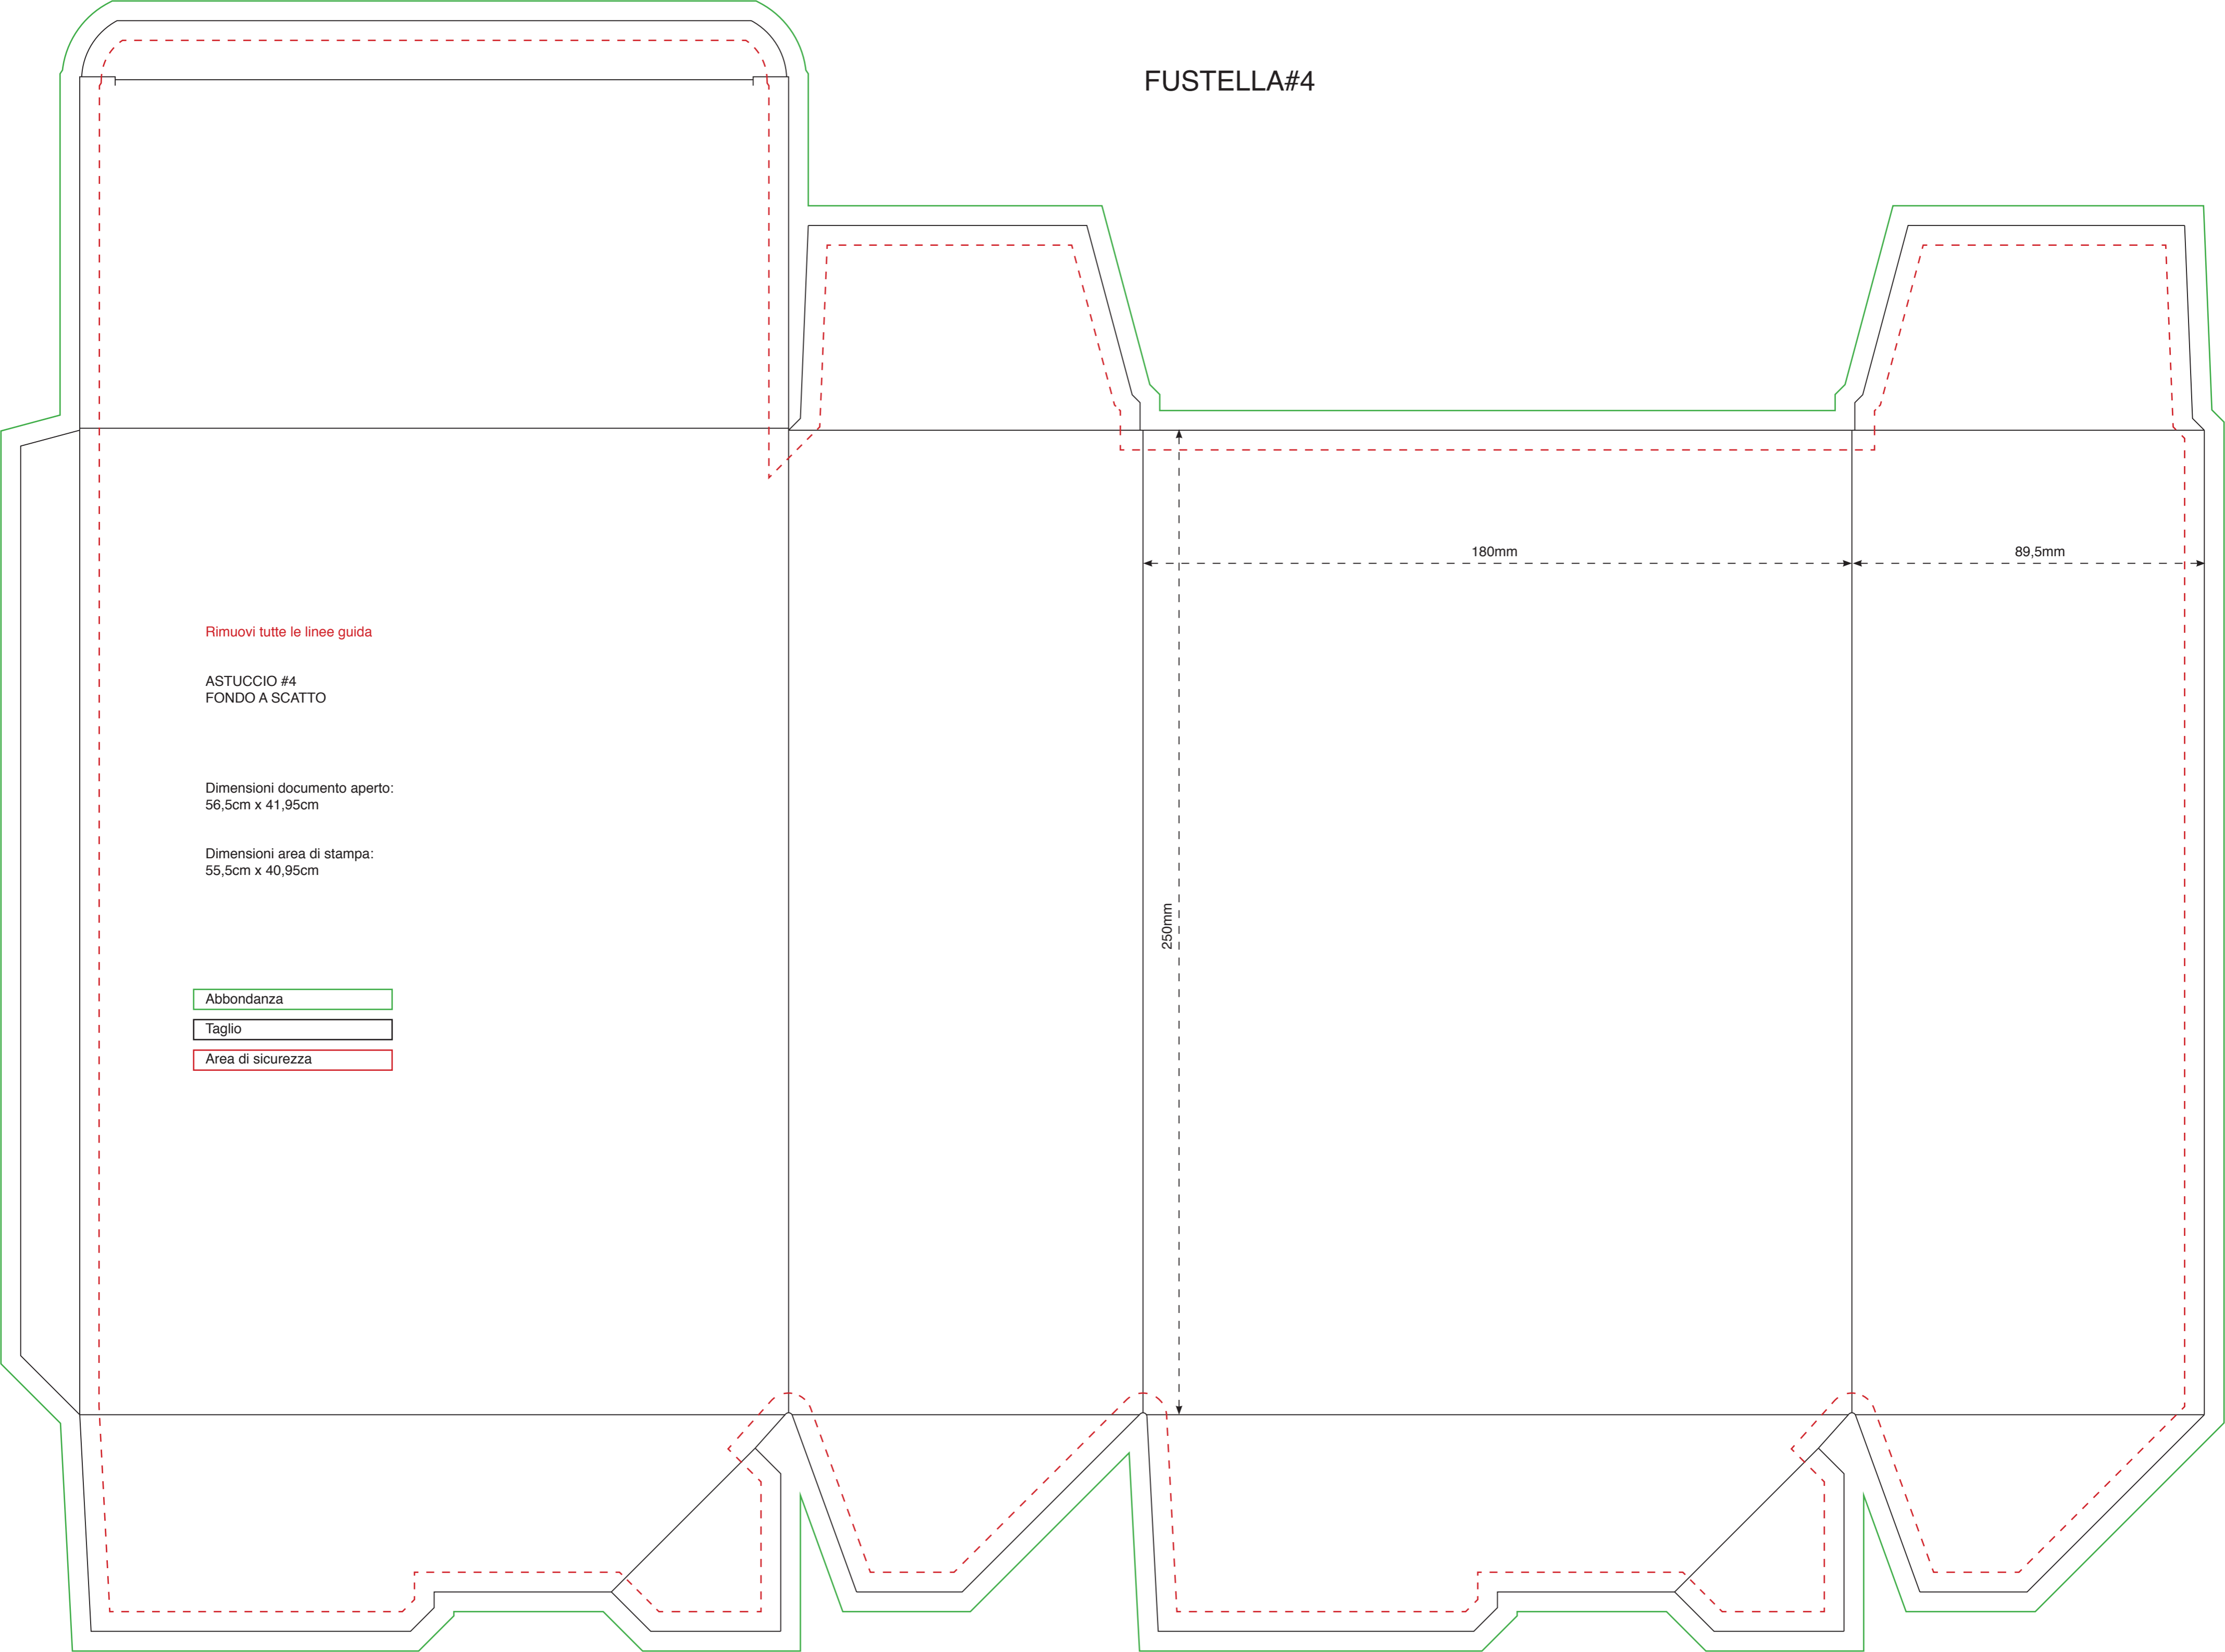 FUSTELLA#4
180mm
89,5mm
Rimuovi tutte le linee guida
ASTUCCIO #4
FONDO A SCATTO
Dimensioni documento aperto:
56,5cm x 41,95cm
Dimensioni area di stampa:
55,5cm x 40,95cm
250mm
Abbondanza
Taglio
Area di sicurezza